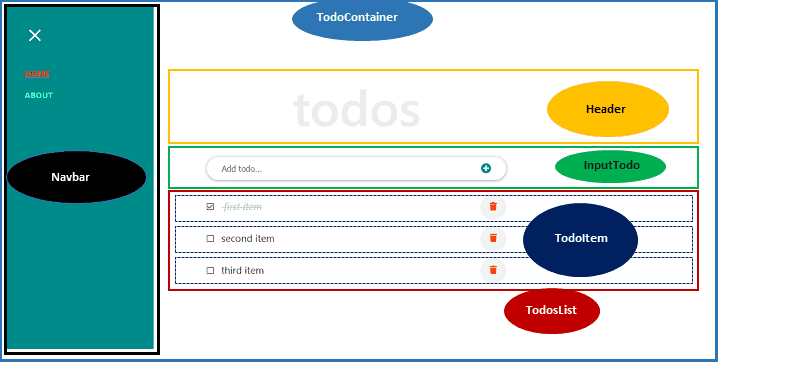 TodoContainer
HOME
ABOUT
Navbar
todos
Header
Add todo...
InputTodo
first item
second item
third item
TodoItem
TodosList